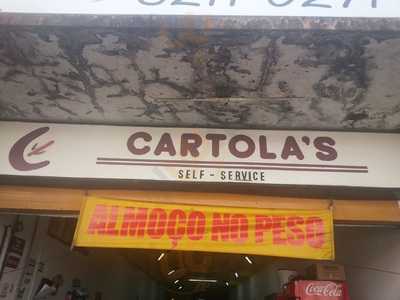 CARTOLA'S
SELF - SERVICE
ALMOÇO NO PESO
Coca-Cola